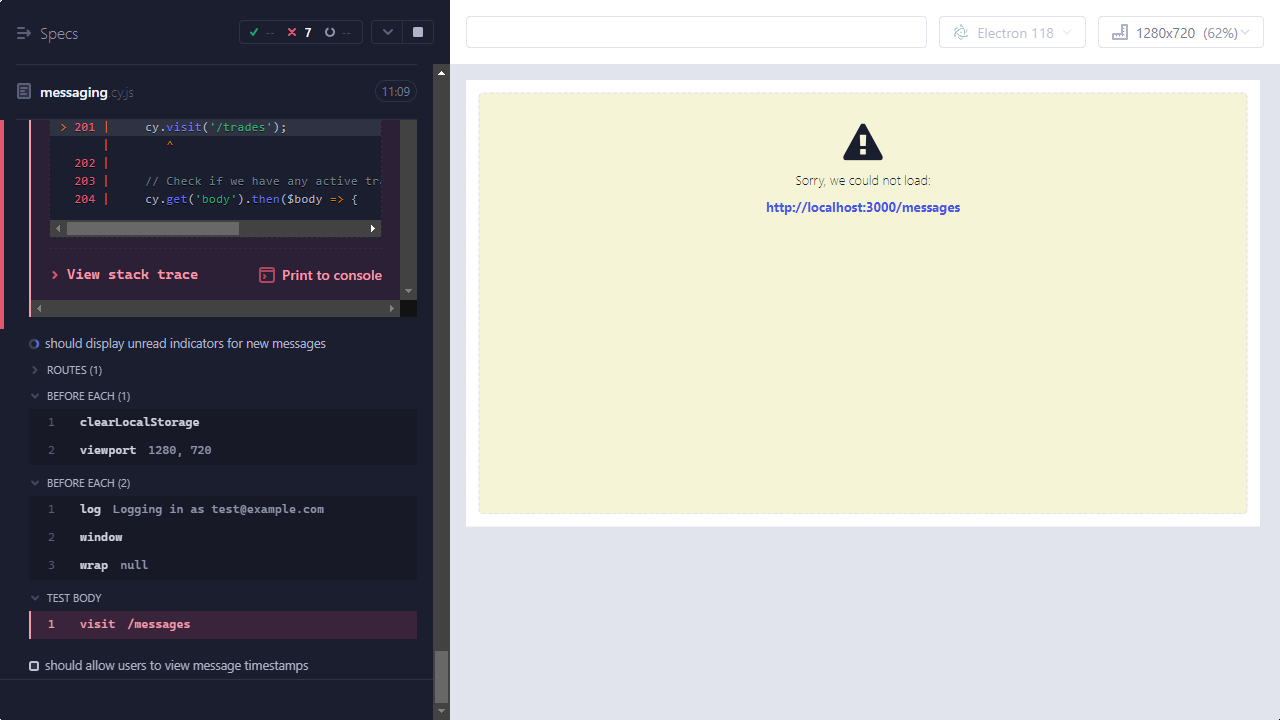 Specs
-- 7 --
Electron 118
1280x720 (62%)
messaging.cy.js
11:09
> 201 | cy.visit('/trades');
| ^
202 |
203 | // Check if we have any active tr
204 | cy.get('body').then($body => {
> View stack trace
Print to console
should display unread indicators for new messages
ROUTES (1)
BEFORE EACH (1)
1 clearLocalStorage
2 viewport 1280, 720
BEFORE EACH (2)
1 log Logging in as test@example.com
2 window
3 wrap null
TEST BODY
1 visit /messages
should allow users to view message timestamps
Sorry, we could not load:
http://localhost:3000/messages